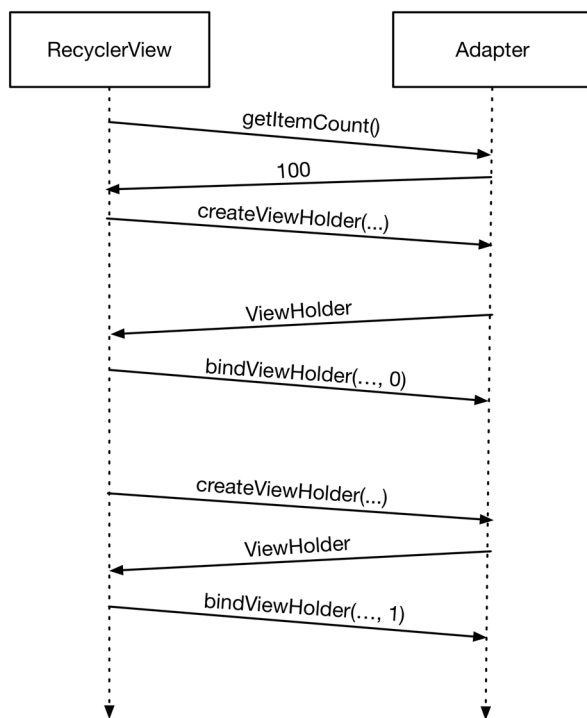 RecyclerView
Adapter
getItemCount()
100
createViewHolder(...)
ViewHolder
bindViewHolder(..., 0)
createViewHolder(...)
ViewHolder
bindViewHolder(..., 1)